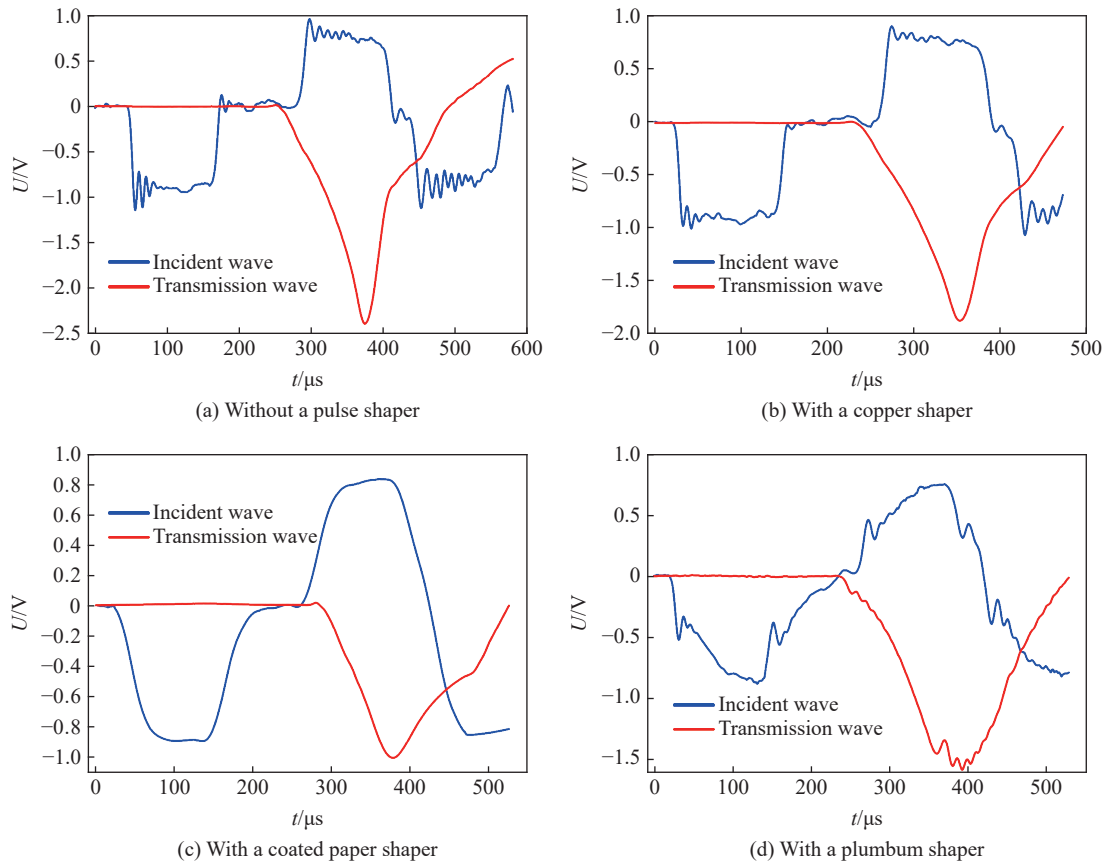 1.0
0.5
0
−0.5
−1.0
−1.5
−2.0
−2.5
U/V
Incident wave
Transmission wave
0 100 200 300 400 500 600
t/μs
(a) Without a pulse shaper
1.0
0.5
0
−0.5
−1.0
−1.5
−2.0
U/V
Incident wave
Transmission wave
0 100 200 300 400 500
t/μs
(b) With a copper shaper
1.0
0.8
0.6
0.4
0.2
0
−0.2
−0.4
−0.6
−0.8
−1.0
U/V
Incident wave
Transmission wave
0 100 200 300 400 500
t/μs
(c) With a coated paper shaper
1.0
0.5
0
−0.5
−1.0
−1.5
U/V
Incident wave
Transmission wave
0 100 200 300 400 500
t/μs
(d) With a plumbum shaper